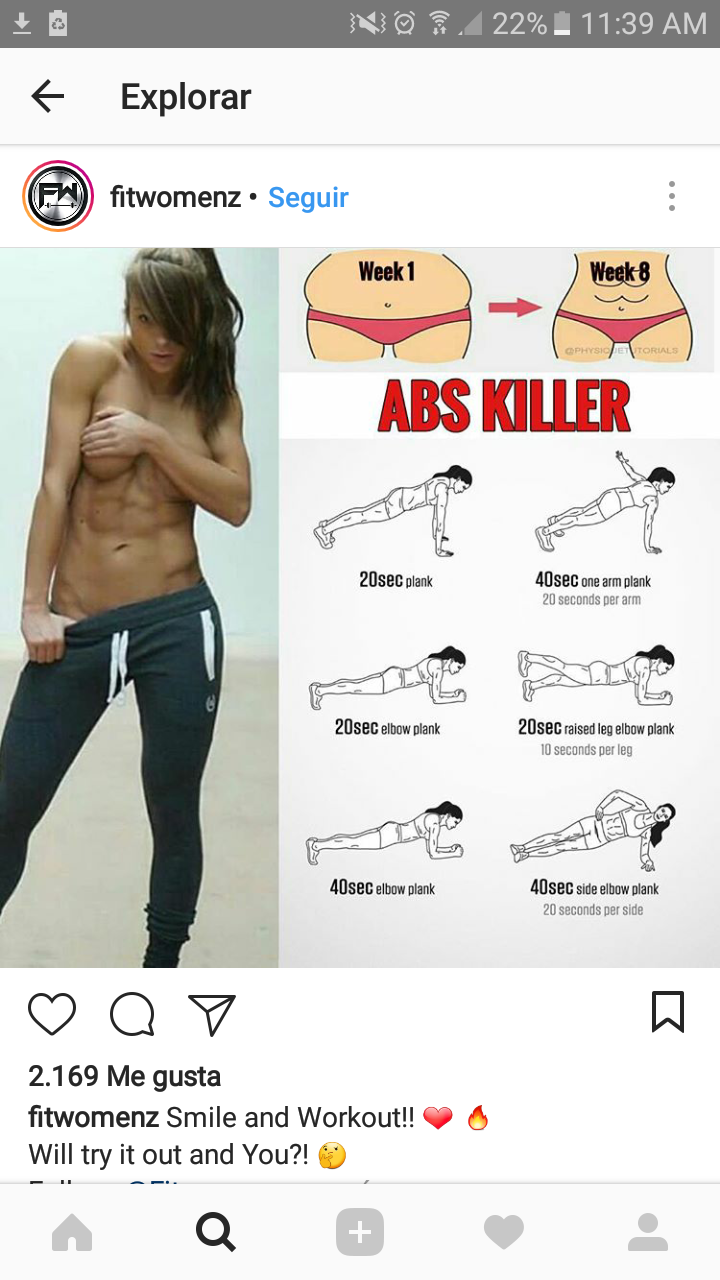 22% 11:39 AM
Explorar
FW
fitwomenz • Seguir
Week 1
Week 8
@PHYSIQUETUTORIALS
ABS KILLER
20sec plank
40sec one arm plank
20 seconds per arm
20sec elbow plank
20sec raised leg elbow plank
10 seconds per leg
40sec elbow plank
40sec side elbow plank
20 seconds per side
2.169 Me gusta
fitwomenz Smile and Workout!! ❤️ 🔥
Will try it out and You?! 🤔